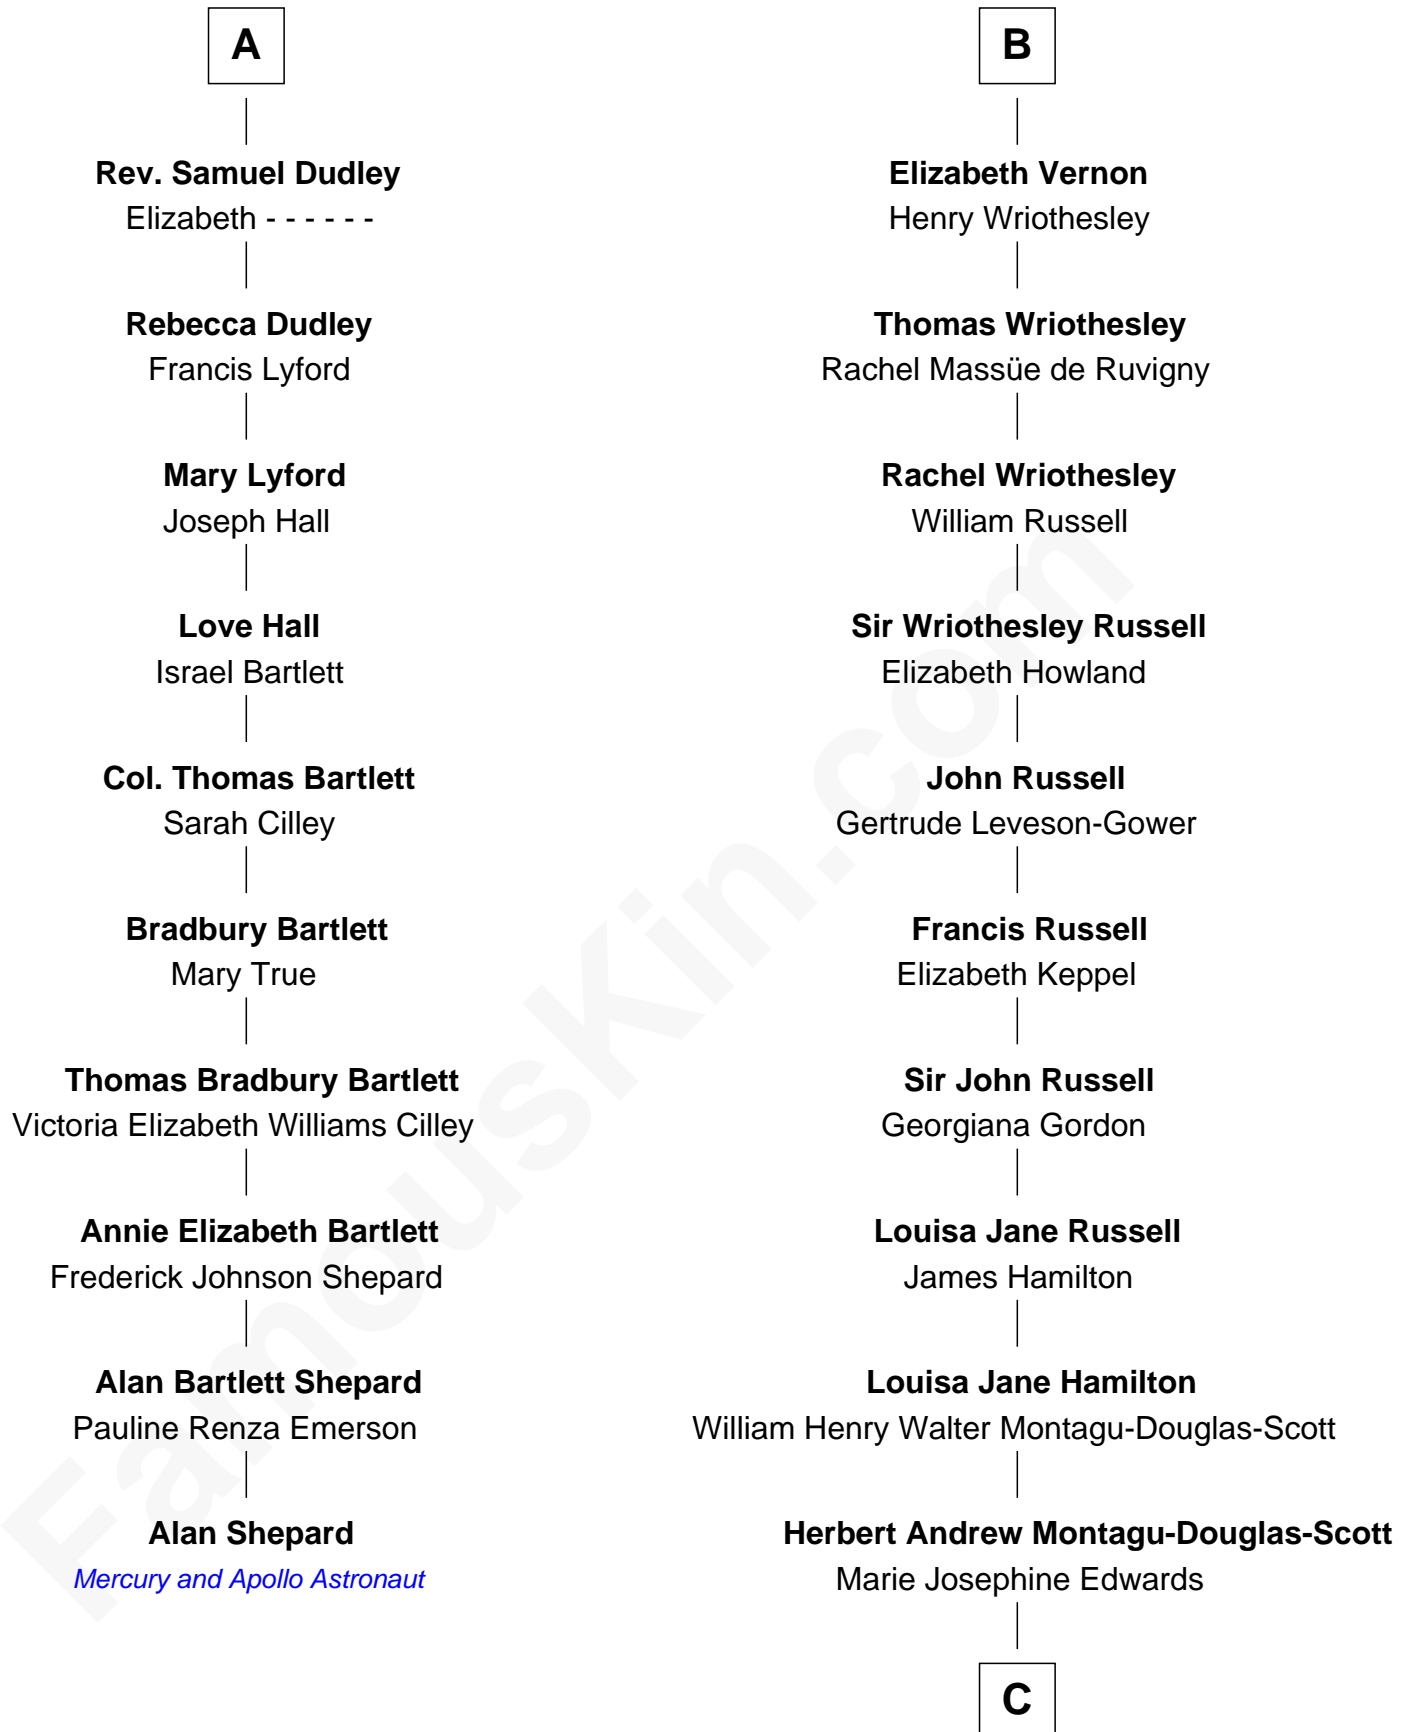 A
Rev. Samuel Dudley
Elizabeth - - - - - -
Rebecca Dudley
Francis Lyford
Mary Lyford
Joseph Hall
Love Hall
Israel Bartlett
Col. Thomas Bartlett
Sarah Cilley
Bradbury Bartlett
Mary True
Thomas Bradbury Bartlett
Victoria Elizabeth Williams Cilley
Annie Elizabeth Bartlett
Frederick Johnson Shepard
Alan Bartlett Shepard
Pauline Renza Emerson
Alan Shepard
Mercury and Apollo Astronaut
B
Elizabeth Vernon
Henry Wriothesley
Thomas Wriothesley
Rachel Massüe de Ruvigny
Rachel Wriothesley
William Russell
Sir Wriothesley Russell
Elizabeth Howland
John Russell
Gertrude Leveson-Gower
Francis Russell
Elizabeth Keppel
Sir John Russell
Georgiana Gordon
Louisa Jane Russell
James Hamilton
Louisa Jane Hamilton
William Henry Walter Montagu-Douglas-Scott
Herbert Andrew Montagu-Douglas-Scott
Marie Josephine Edwards
C
FamousKin.com